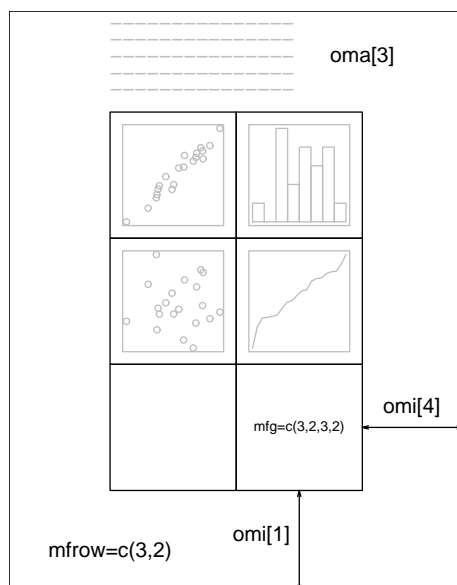 oma[3]
mfg=c(3,2,3,2)
omi[4]
omi[1]
mfrow=c(3,2)